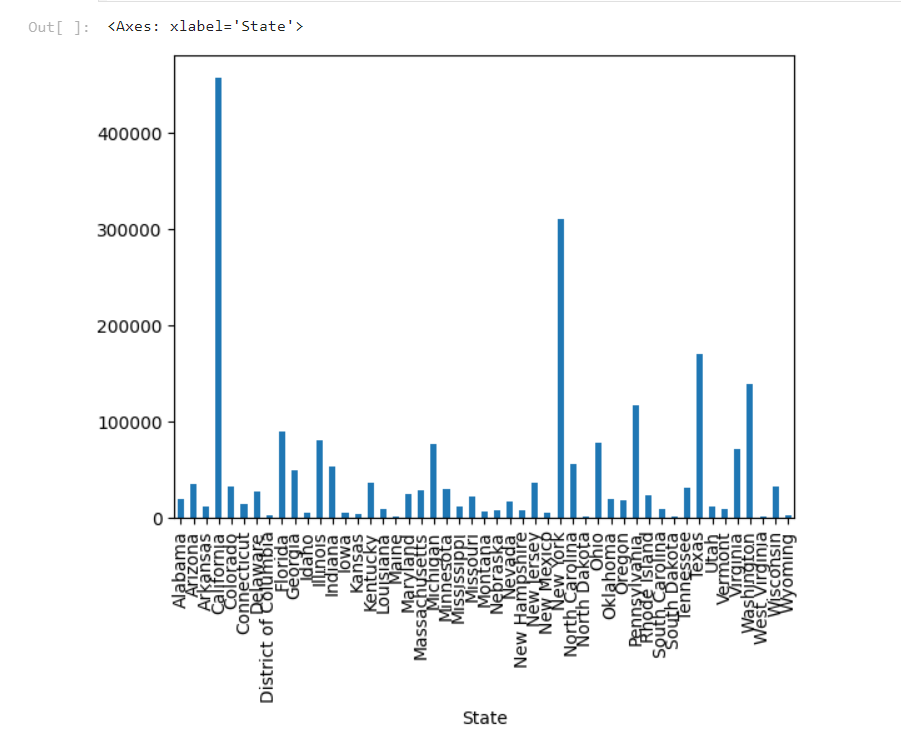 Out[ ]: <Axes: xlabel='State'>
400000
300000
200000
100000
0
Alabama
Arizona
Arkansas
California
Colorado
Connecticut
Delaware
District of Columbia
Florida
Georgia
Idaho
Illinois
Indiana
Iowa
Kansas
Kentucky
Louisiana
Maine
Maryland
Massachusetts
Michigan
Minnesota
Mississippi
Missouri
Montana
Nebraska
Nevada
New Hampshire
New Jersey
New Mexico
New York
North Carolina
North Dakota
Ohio
Oklahoma
Oregon
Pennsylvania
Rhode Island
South Carolina
South Dakota
Tennessee
Texas
Utah
Vermont
Virginia
Washington
West Virginia
Wisconsin
Wyoming
State